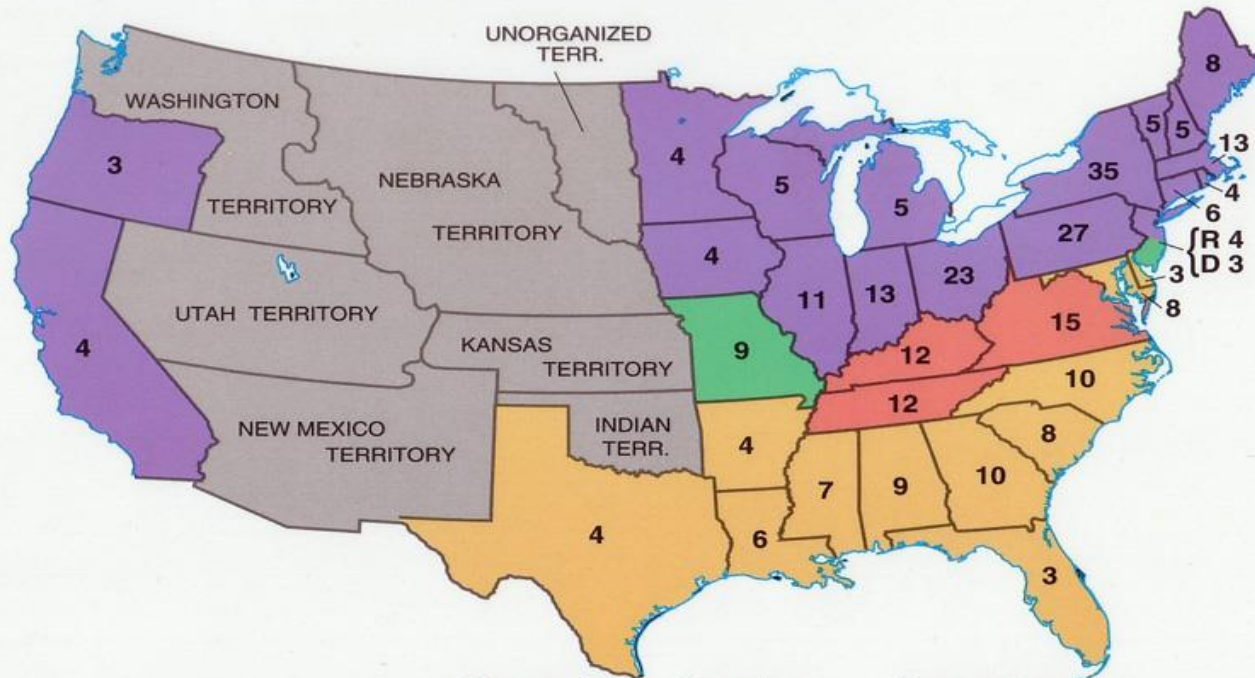 UNORGANIZED
TERR.
8
WASHINGTON
5
5
13
3
4
35
NEBRASKA
5
4
TERRITORY
5
6
TERRITORY
27
R 4
D 3
4
23
3
11
13
8
UTAH TERRITORY
15
4
KANSAS
9
12
TERRITORY
10
12
NEW MEXICO
INDIAN
8
TERRITORY
TERR.
4
10
7
9
4
6
3